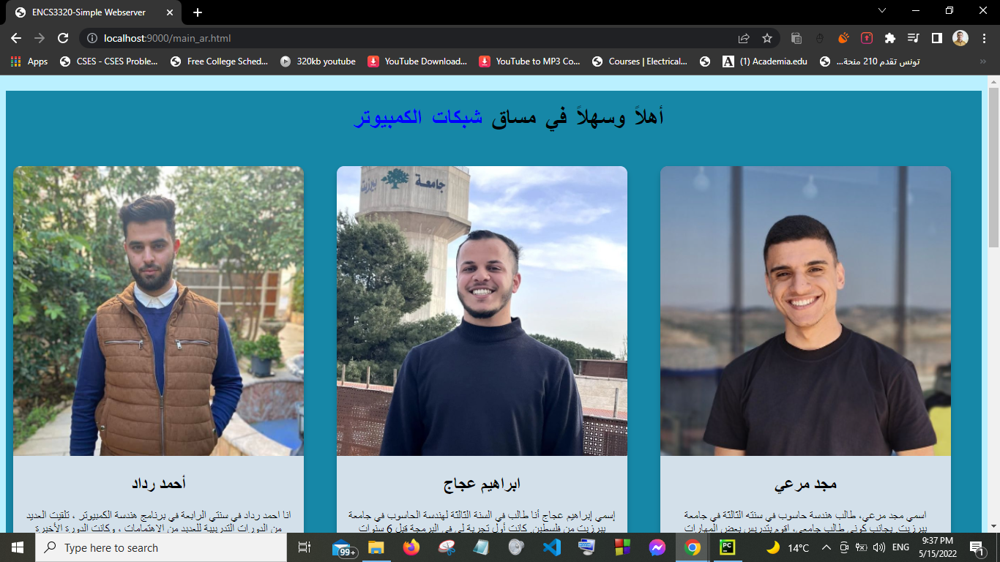 ENCS3320-Simple Webserver
localhost:9000/main_ar.html
Apps
CSES - CSES Proble...
Free College Sched...
320kb youtube
YouTube Download...
YouTube to MP3 Co...
Courses | Electrical...
(1) Academia.edu
تونس تقدم 210 منحة...
أهلاً وسهلاً في مساق شبكات الكمبيوتر
جامعة بيرزيت
أحمد رداد
انا احمد رداد في سنتي الرابعة في برنامج هندسة الكمبيوتر ، تلقيت العديد
من الدورات التدريبية للعديد من الاهتمامات ، وكانت الدورة الأخيرة
ابراهيم عجاج
إسمي إبراهيم عجاج أنا طالب في السنة الثالثة لهندسة الحاسوب في جامعة
بيرزيت من فلسطين. كانت أول تجربة لي في البرمجة قبل 6 سنوات
مجد مرعي
اسمي مجد مرعي، طالب هندسة حاسوب في سنته الثالثة في جامعة
بيرزيت. بجانب كوني طالب جامعي، اقوم بتدريس بعض المهارات
Type here to search
99+
PC
14°C
ENG
9:37 PM
5/15/2022
1